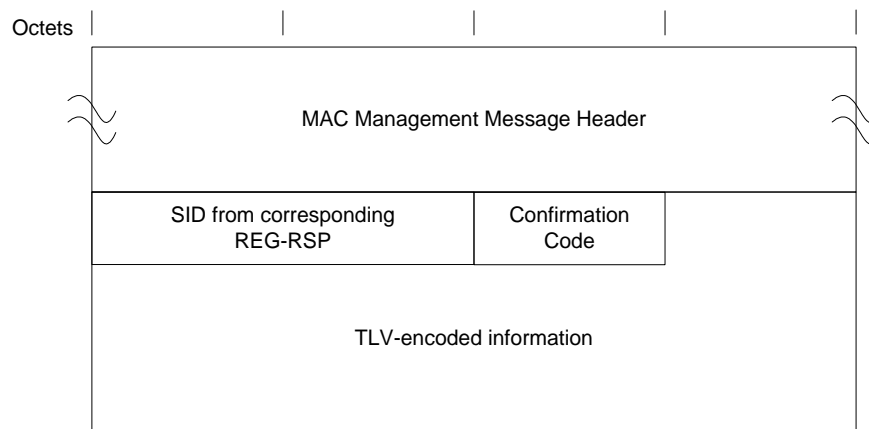 Octets
MAC Management Message Header
SID from corresponding
REG-RSP
Confirmation
Code
TLV-encoded information